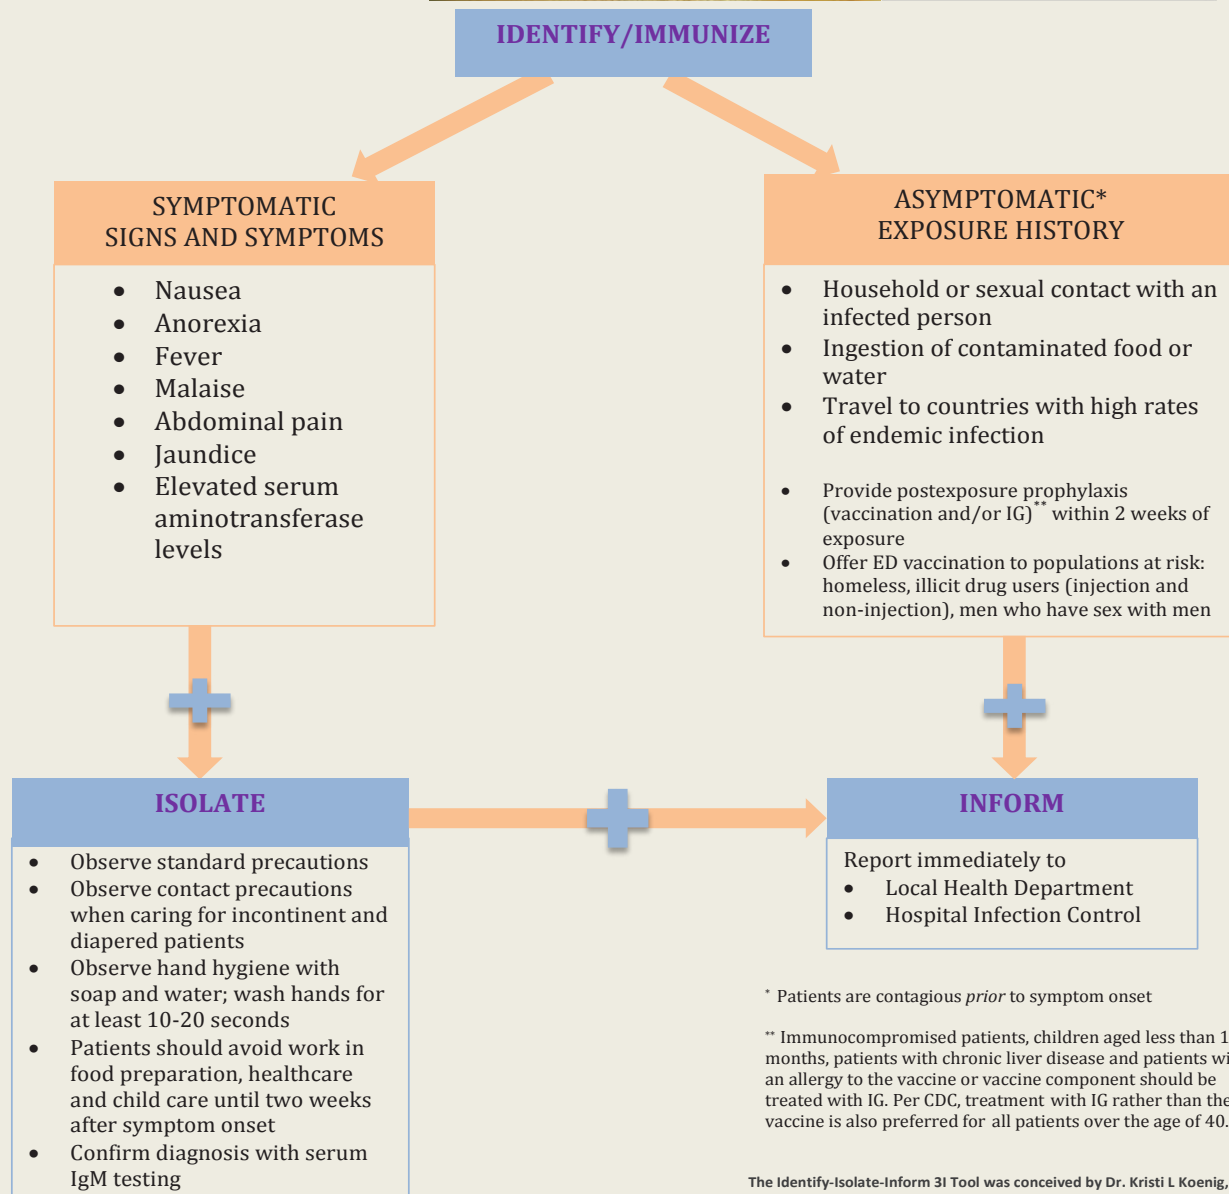 IDENTIFY/IMMUNIZE
SYMPTOMATIC
SIGNS AND SYMPTOMS
• Nausea
• Anorexia
• Fever
• Malaise
• Abdominal pain
• Jaundice
• Elevated serum
aminotransferase
levels
ASYMPTOMATIC*
EXPOSURE HISTORY
• Household or sexual contact with an
infected person
• Ingestion of contaminated food or
water
• Travel to countries with high rates
of endemic infection
• Provide postexposure prophylaxis
(vaccination and/or IG)** within 2 weeks of
exposure
• Offer ED vaccination to populations at risk:
homeless, illicit drug users (injection and
non-injection), men who have sex with men
ISOLATE
• Observe standard precautions
• Observe contact precautions
when caring for incontinent and
diapered patients
• Observe hand hygiene with
soap and water; wash hands for
at least 10-20 seconds
• Patients should avoid work in
food preparation, healthcare
and child care until two weeks
after symptom onset
• Confirm diagnosis with serum
IgM testing
INFORM
Report immediately to
• Local Health Department
• Hospital Infection Control
* Patients are contagious prior to symptom onset
** Immunocompromised patients, children aged less than
months, patients with chronic liver disease and patients
an allergy to the vaccine or vaccine component should be
treated with IG. Per CDC, treatment with IG rather than the
vaccine is also preferred for all patients over the age of 40.
The Identify-Isolate-Inform 3I Tool was conceived by Dr. Kristi L Koenig,